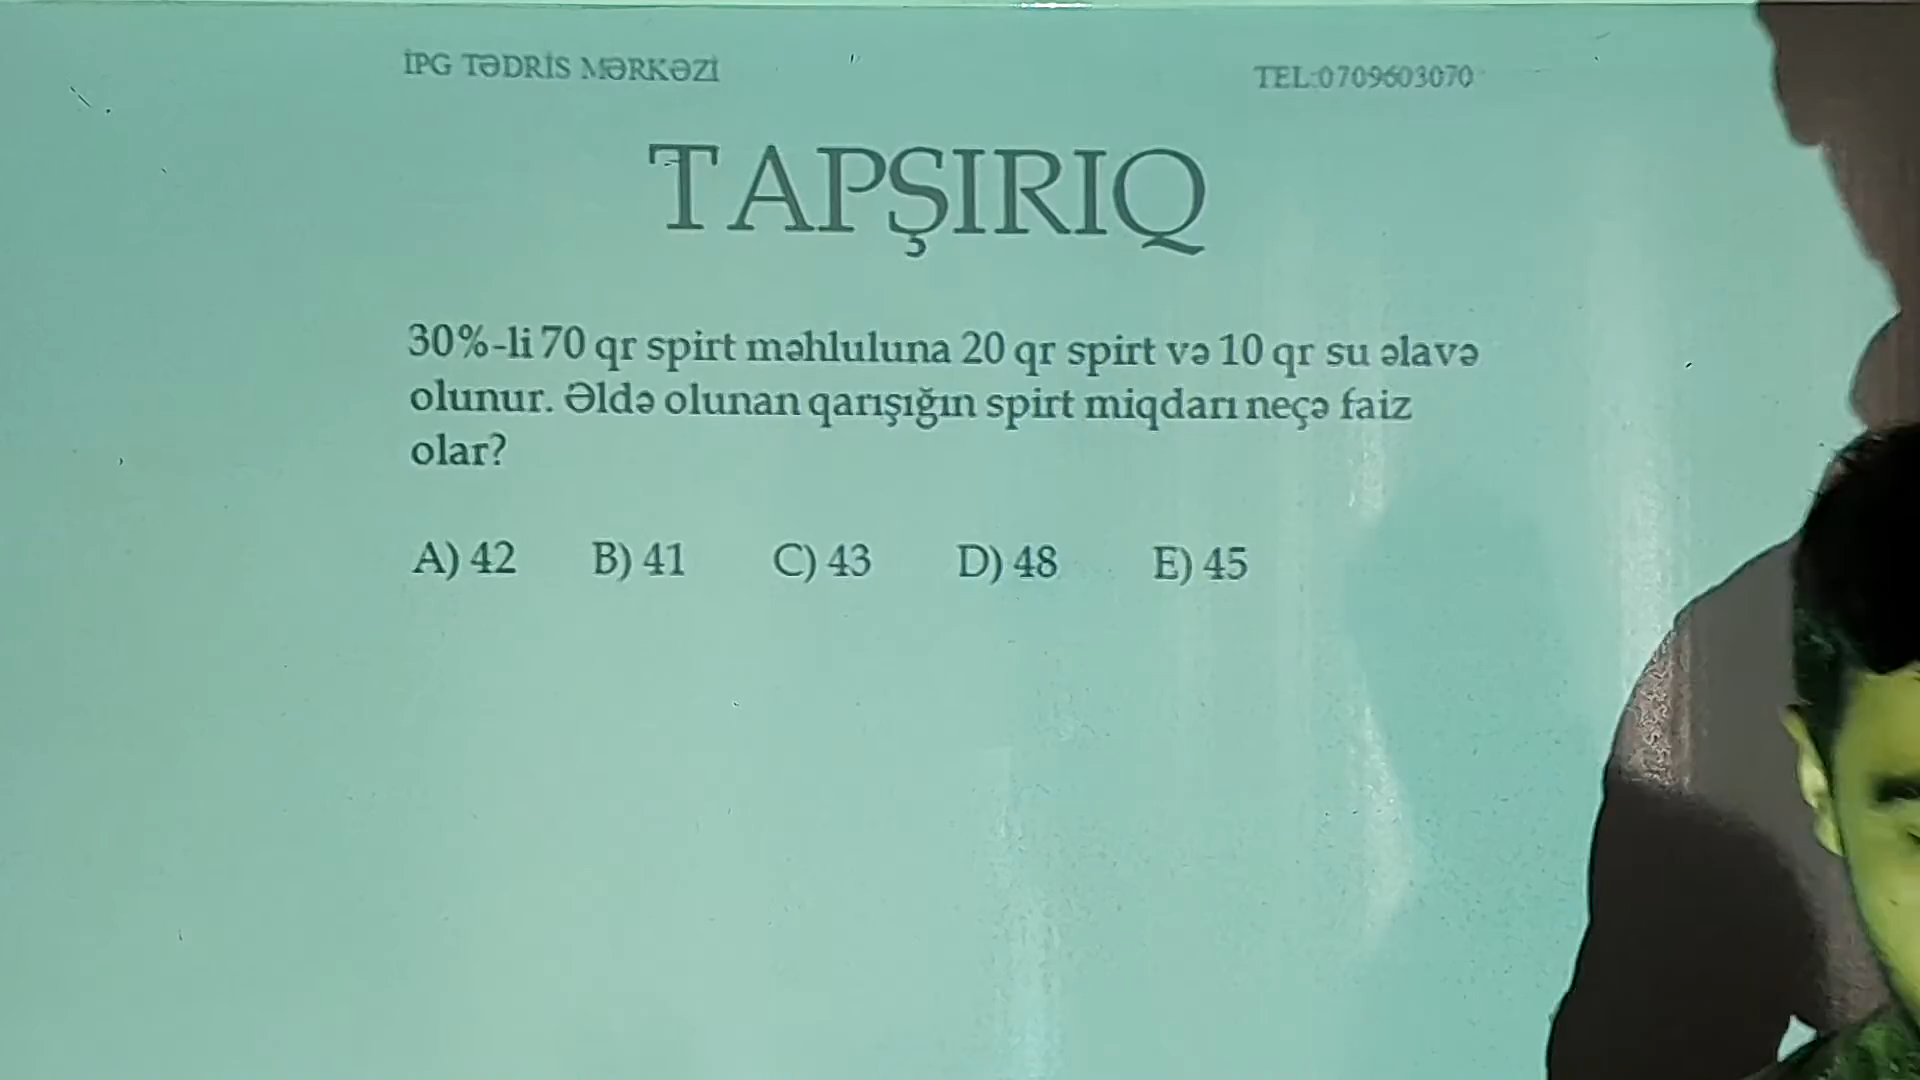 İPG TƏDRİS MƏRKƏZİ
TEL:0709603070
TAPŞIRIQ
30%-li 70 qr spirt məhluluna 20 qr spirt və 10 qr su əlavə
olunur. Əldə olunan qarışığın spirt miqdarı neçə faiz
olar?
A) 42 B) 41 C) 43 D) 48 E) 45